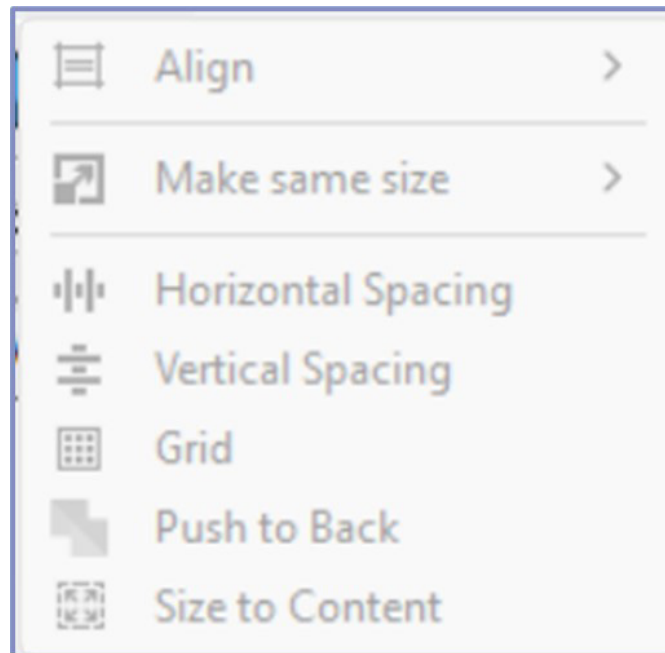 Align
Make same size
Horizontal Spacing
Vertical Spacing
Grid
Push to Back
Size to Content